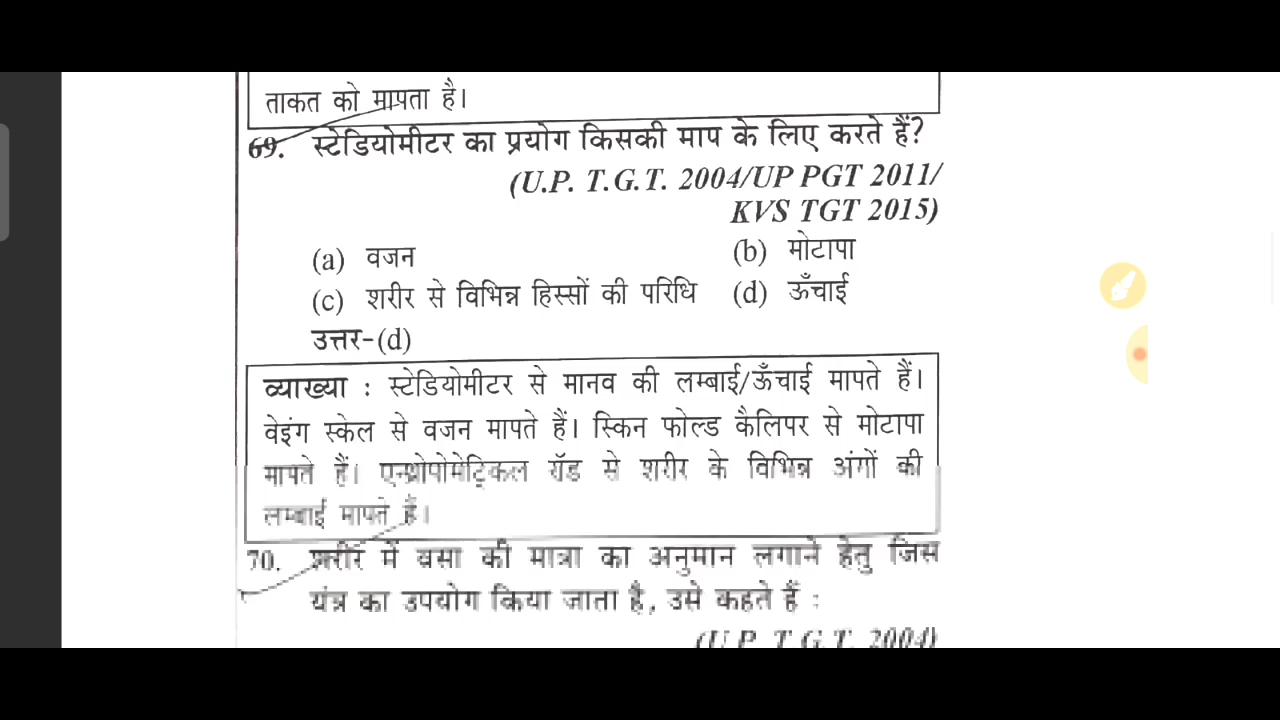 ताकत को मापता है।
69. स्टेडियोमीटर का प्रयोग किसकी माप के लिए करते हैं?
(U.P. T.G.T. 2004/UP PGT 2011/
KVS TGT 2015)
(a) वजन (b) मोटापा
(c) शरीर से विभिन्न हिस्सों की परिधि (d) ऊँचाई
उत्तर-(d)
व्याख्या : स्टेडियोमीटर से मानव की लम्बाई/ऊँचाई मापते हैं।
वेइंग स्केल से वजन मापते हैं। स्किन फोल्ड कैलिपर से मोटापा
मापते हैं। एन्थ्रोपोमेट्रिकल रॉड से शरीर के विभिन्न अंगों की
लम्बाई मापते हैं।
70. शरीर में वसा की मात्रा का अनुमान लगाने हेतु जिस
यंत्र का उपयोग किया जाता है, उसे कहते हैं :
(U.P. T.G.T. 2004)